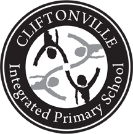 CLIFTONVILLE
Integrated Primary School